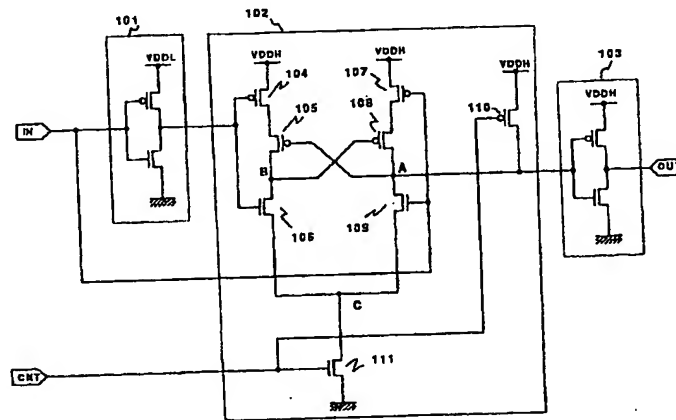 101
102
VDDL
VDDH
104
VDDH
107
VDDH
103
VDDH
105
108
110
IN
B
A
OUT
106
109
C
CNT
111